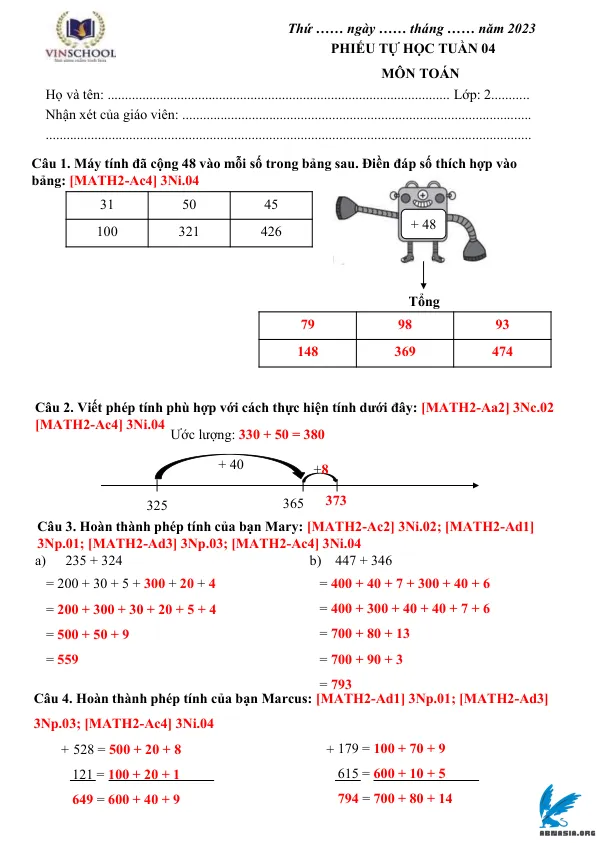 VINSCHOOL
Thứ …… ngày …… tháng …… năm 2023
PHIẾU TỰ HỌC TUẦN 04
MÔN TOÁN
Họ và tên: .................................................................................................. Lớp: 2...........
Nhận xét của giáo viên: ....................................................................................................
...........................................................................................................................................
Câu 1. Máy tính đã cộng 48 vào mỗi số trong bảng sau. Điền đáp số thích hợp vào
bảng: [MATH2-Ac4] 3Ni.04
31 50 45
100 321 426
+ 48
Tổng
79 98 93
148 369 474
Câu 2. Viết phép tính phù hợp với cách thực hiện tính dưới đây: [MATH2-Aa2] 3Nc.02
[MATH2-Ac4] 3Ni.04
Ước lượng: 330 + 50 = 380
+ 40 +8
325 365 373
Câu 3. Hoàn thành phép tính của bạn Mary: [MATH2-Ac2] 3Ni.02; [MATH2-Ad1]
3Np.01; [MATH2-Ad3] 3Np.03; [MATH2-Ac4] 3Ni.04
a) 235 + 324
= 200 + 30 + 5 + 300 + 20 + 4
= 200 + 300 + 30 + 20 + 5 + 4
= 500 + 50 + 9
= 559
b) 447 + 346
= 400 + 40 + 7 + 300 + 40 + 6
= 400 + 300 + 40 + 40 + 7 + 6
= 700 + 80 + 13
= 700 + 90 + 3
= 793
Câu 4. Hoàn thành phép tính của bạn Marcus: [MATH2-Ad1] 3Np.01; [MATH2-Ad3]
3Np.03; [MATH2-Ac4] 3Ni.04
+ 528 = 500 + 20 + 8
121 = 100 + 20 + 1
649 = 600 + 40 + 9
+ 179 = 100 + 70 + 9
615 = 600 + 10 + 5
794 = 700 + 80 + 14
ABNASIA.ORG